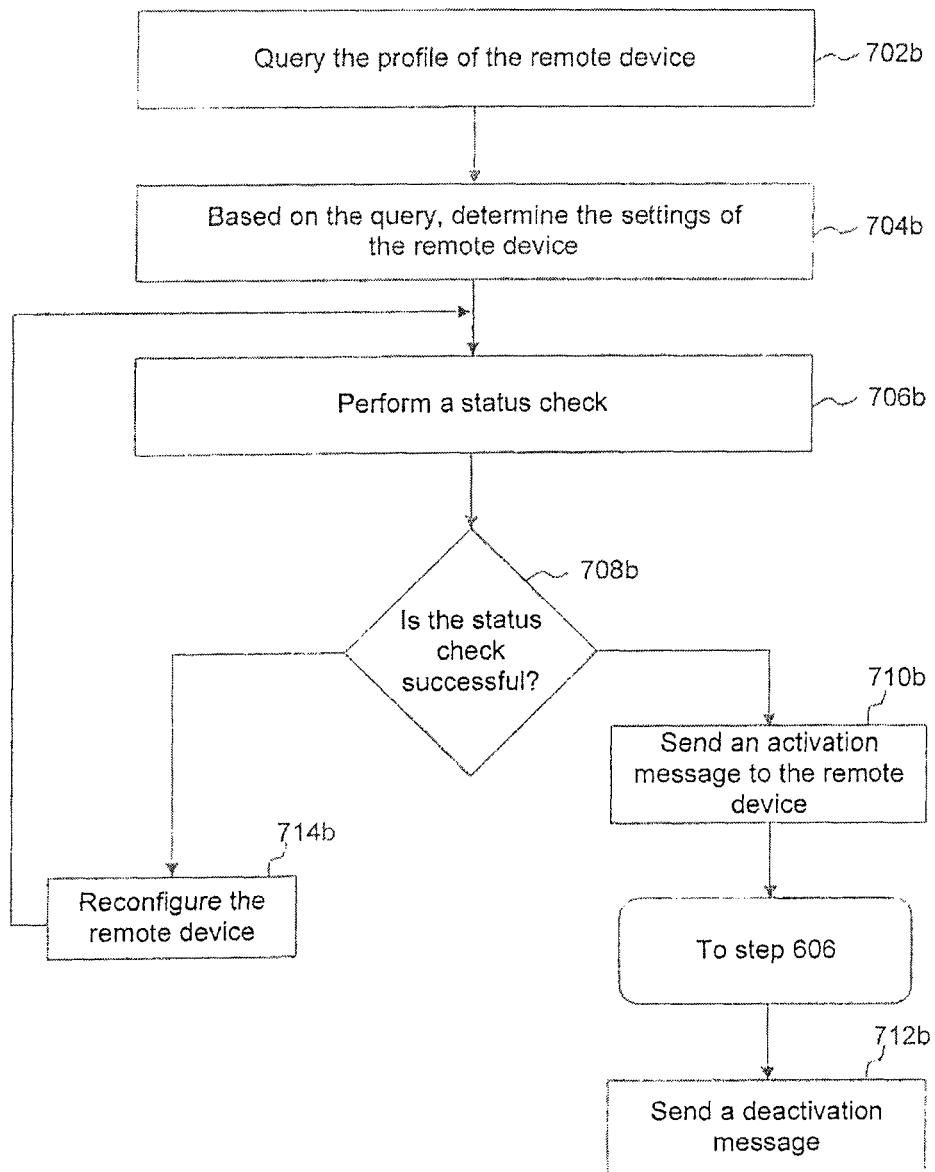 Query the profile of the remote device
702b
Based on the query, determine the settings of
the remote device
704b
Perform a status check
706b
708b
Is the status
check
successful?
710b
Send an activation
message to the remote
device
714b
Reconfigure the
remote device
To step 606
712b
Send a deactivation
message